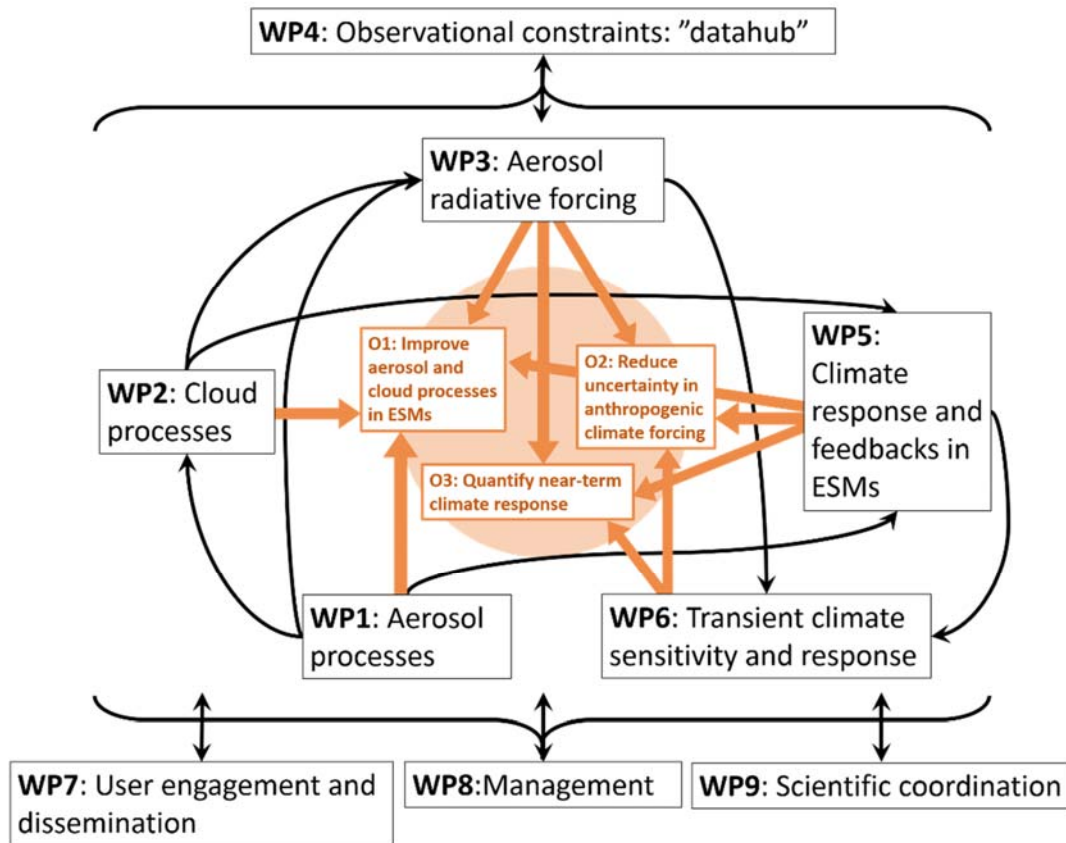 WP4: Observational constraints: ”datahub”
WP3: Aerosol
radiative forcing
O1: Improve
aerosol and
cloud processes
in ESMs
O2: Reduce
uncertainty in
anthropogenic
climate forcing
WP5:
Climate
response and
feedbacks in
ESMs
WP2: Cloud
processes
O3: Quantify near-term
climate response
WP1: Aerosol
processes
WP6: Transient climate
sensitivity and response
WP7: User engagement and
dissemination
WP8:Management
WP9: Scientific coordination